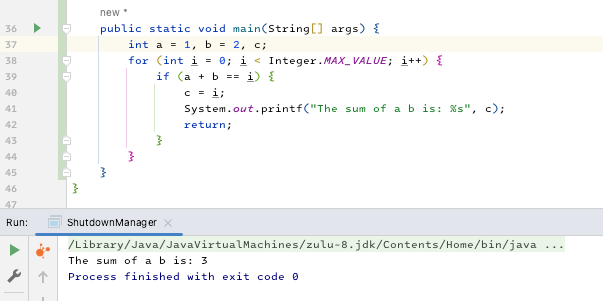 new *
36 public static void main(String[] args) {
37 int a = 1, b = 2, c;
38 for (int i = 0; i < Integer.MAX_VALUE; i++) {
39 if (a + b == i) {
40 c = i;
41 System.out.printf("The sum of a b is: %s", c);
42 return;
43 }
44 }
45 }
46 }
47
Run: ShutdownManager
/Library/Java/JavaVirtualMachines/zulu-8.jdk/Contents/Home/bin/java ...
The sum of a b is: 3
Process finished with exit code 0